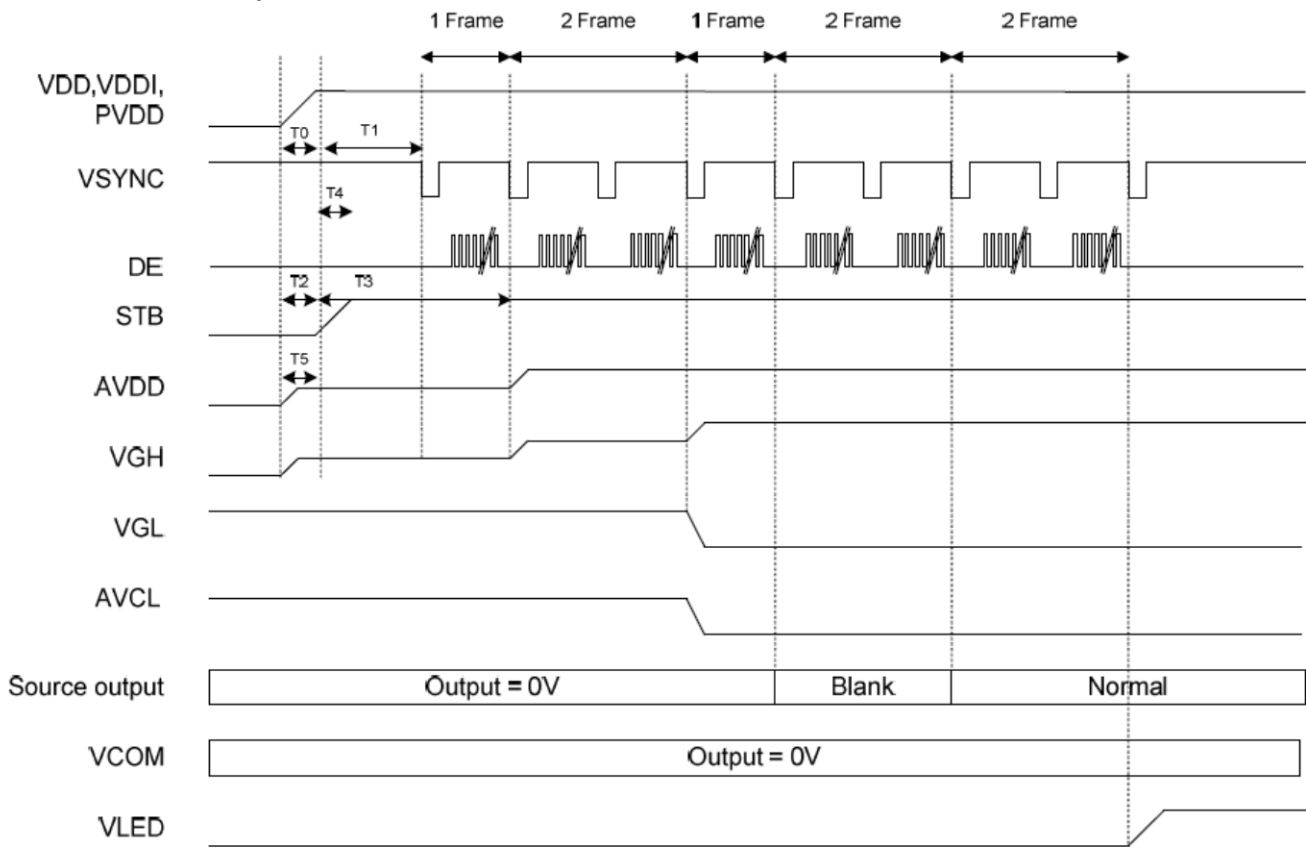 1 Frame 2 Frame 1 Frame 2 Frame 2 Frame
VDD,VDDI,
PVDD
T0 T1
VSYNC
T4
DE
T2 T3
STB
T5
AVDD
VGH
VGL
AVCL
Source output Output = 0V Blank Normal
VCOM Output = 0V
VLED